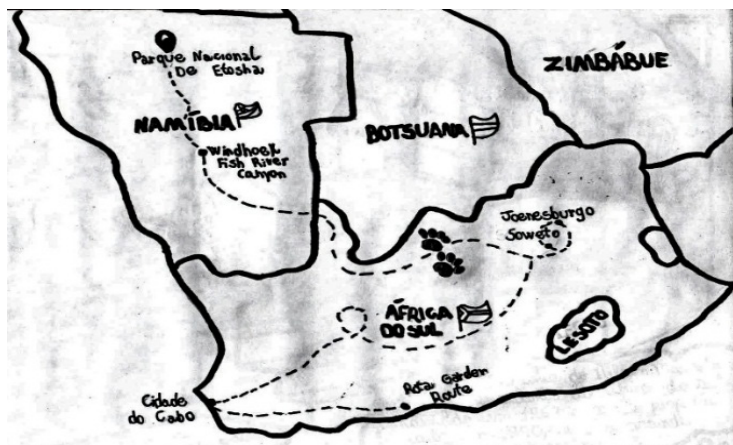 Parque Nacional
De Etosha
ZIMBÁBUE
NAMÍBIA
BOTSUANA
Windhoek
Fish River
Canyon
Joenesburgo
Soweto
ÁFRICA
DO SUL
LESOTO
Cidade
do Cabo
Rota Garden
Route